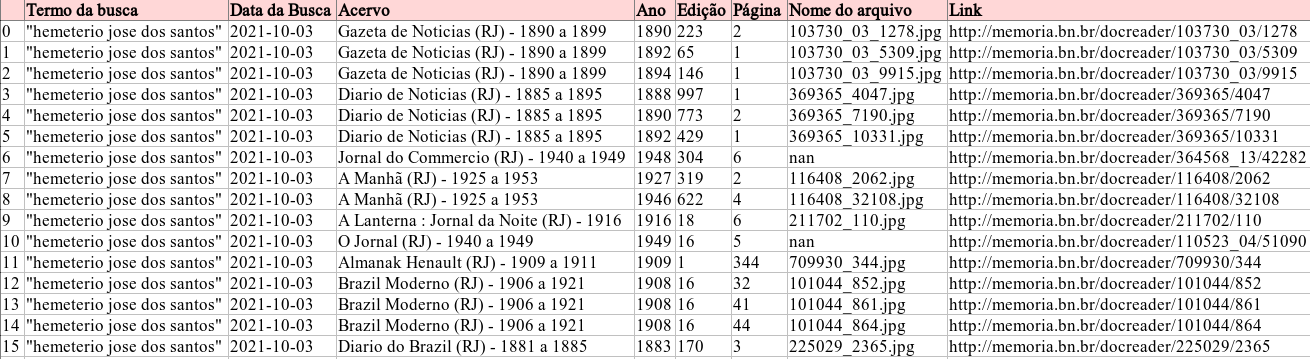 Termo da busca Data da Busca Acervo Ano Edição Página Nome do arquivo Link
0 "hemeterio jose dos santos" 2021-10-03 Gazeta de Noticias (RJ) - 1890 a 1899 1890 223 2 103730_03_1278.jpg http://memoria.bn.br/docreader/103730_03/1278
1 "hemeterio jose dos santos" 2021-10-03 Gazeta de Noticias (RJ) - 1890 a 1899 1892 65 1 103730_03_5309.jpg http://memoria.bn.br/docreader/103730_03/5309
2 "hemeterio jose dos santos" 2021-10-03 Gazeta de Noticias (RJ) - 1890 a 1899 1894 146 1 103730_03_9915.jpg http://memoria.bn.br/docreader/103730_03/9915
3 "hemeterio jose dos santos" 2021-10-03 Diario de Noticias (RJ) - 1885 a 1895 1888 997 1 369365_4047.jpg http://memoria.bn.br/docreader/369365/4047
4 "hemeterio jose dos santos" 2021-10-03 Diario de Noticias (RJ) - 1885 a 1895 1890 773 2 369365_7190.jpg http://memoria.bn.br/docreader/369365/7190
5 "hemeterio jose dos santos" 2021-10-03 Diario de Noticias (RJ) - 1885 a 1895 1892 429 1 369365_10331.jpg http://memoria.bn.br/docreader/369365/10331
6 "hemeterio jose dos santos" 2021-10-03 Jornal do Commercio (RJ) - 1940 a 1949 1948 304 6 nan http://memoria.bn.br/docreader/364568_13/42282
7 "hemeterio jose dos santos" 2021-10-03 A Manhã (RJ) - 1925 a 1953 1927 319 2 116408_2062.jpg http://memoria.bn.br/docreader/116408/2062
8 "hemeterio jose dos santos" 2021-10-03 A Manhã (RJ) - 1925 a 1953 1946 622 4 116408_32108.jpg http://memoria.bn.br/docreader/116408/32108
9 "hemeterio jose dos santos" 2021-10-03 A Lanterna : Jornal da Noite (RJ) - 1916 1916 18 6 211702_110.jpg http://memoria.bn.br/docreader/211702/110
10 "hemeterio jose dos santos" 2021-10-03 O Jornal (RJ) - 1940 a 1949 1949 16 5 nan http://memoria.bn.br/docreader/110523_04/51090
11 "hemeterio jose dos santos" 2021-10-03 Almanak Henault (RJ) - 1909 a 1911 1909 1 344 709930_344.jpg http://memoria.bn.br/docreader/709930/344
12 "hemeterio jose dos santos" 2021-10-03 Brazil Moderno (RJ) - 1906 a 1921 1908 16 32 101044_852.jpg http://memoria.bn.br/docreader/101044/852
13 "hemeterio jose dos santos" 2021-10-03 Brazil Moderno (RJ) - 1906 a 1921 1908 16 41 101044_861.jpg http://memoria.bn.br/docreader/101044/861
14 "hemeterio jose dos santos" 2021-10-03 Brazil Moderno (RJ) - 1906 a 1921 1908 16 44 101044_864.jpg http://memoria.bn.br/docreader/101044/864
15 "hemeterio jose dos santos" 2021-10-03 Diario do Brazil (RJ) - 1881 a 1885 1883 170 3 225029_2365.jpg http://memoria.bn.br/docreader/225029/2365